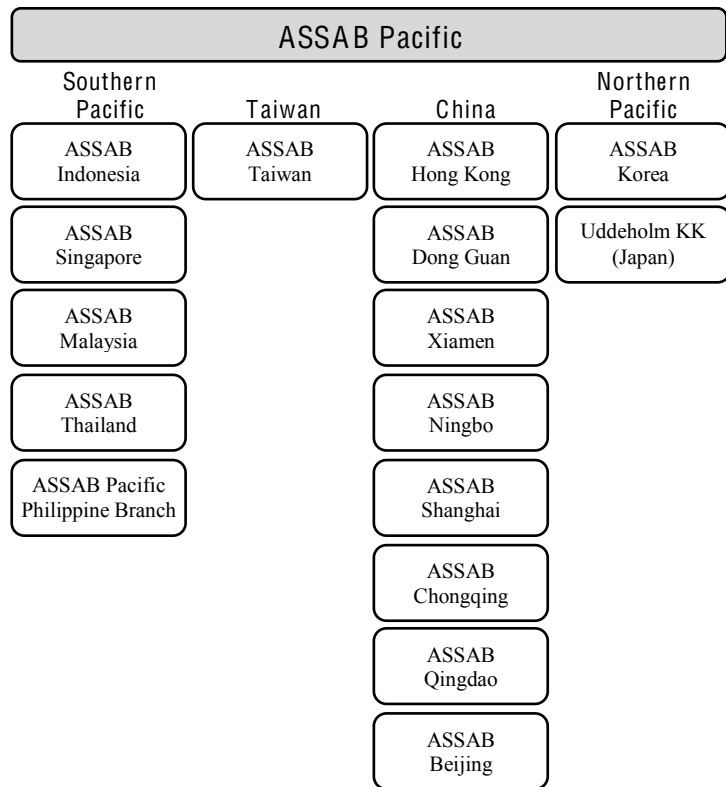 ASSAB Pacific
Southern
Pacific
ASSAB
Indonesia
ASSAB
Singapore
ASSAB
Malaysia
ASSAB
Thailand
ASSAB Pacific
Philippine Branch
Taiwan
ASSAB
Taiwan
China
ASSAB
Hong Kong
ASSAB
Dong Guan
ASSAB
Xiamen
ASSAB
Ningbo
ASSAB
Shanghai
ASSAB
Chongqing
ASSAB
Qingdao
ASSAB
Beijing
Northern
Pacific
ASSAB
Korea
Uddeholm KK
(Japan)